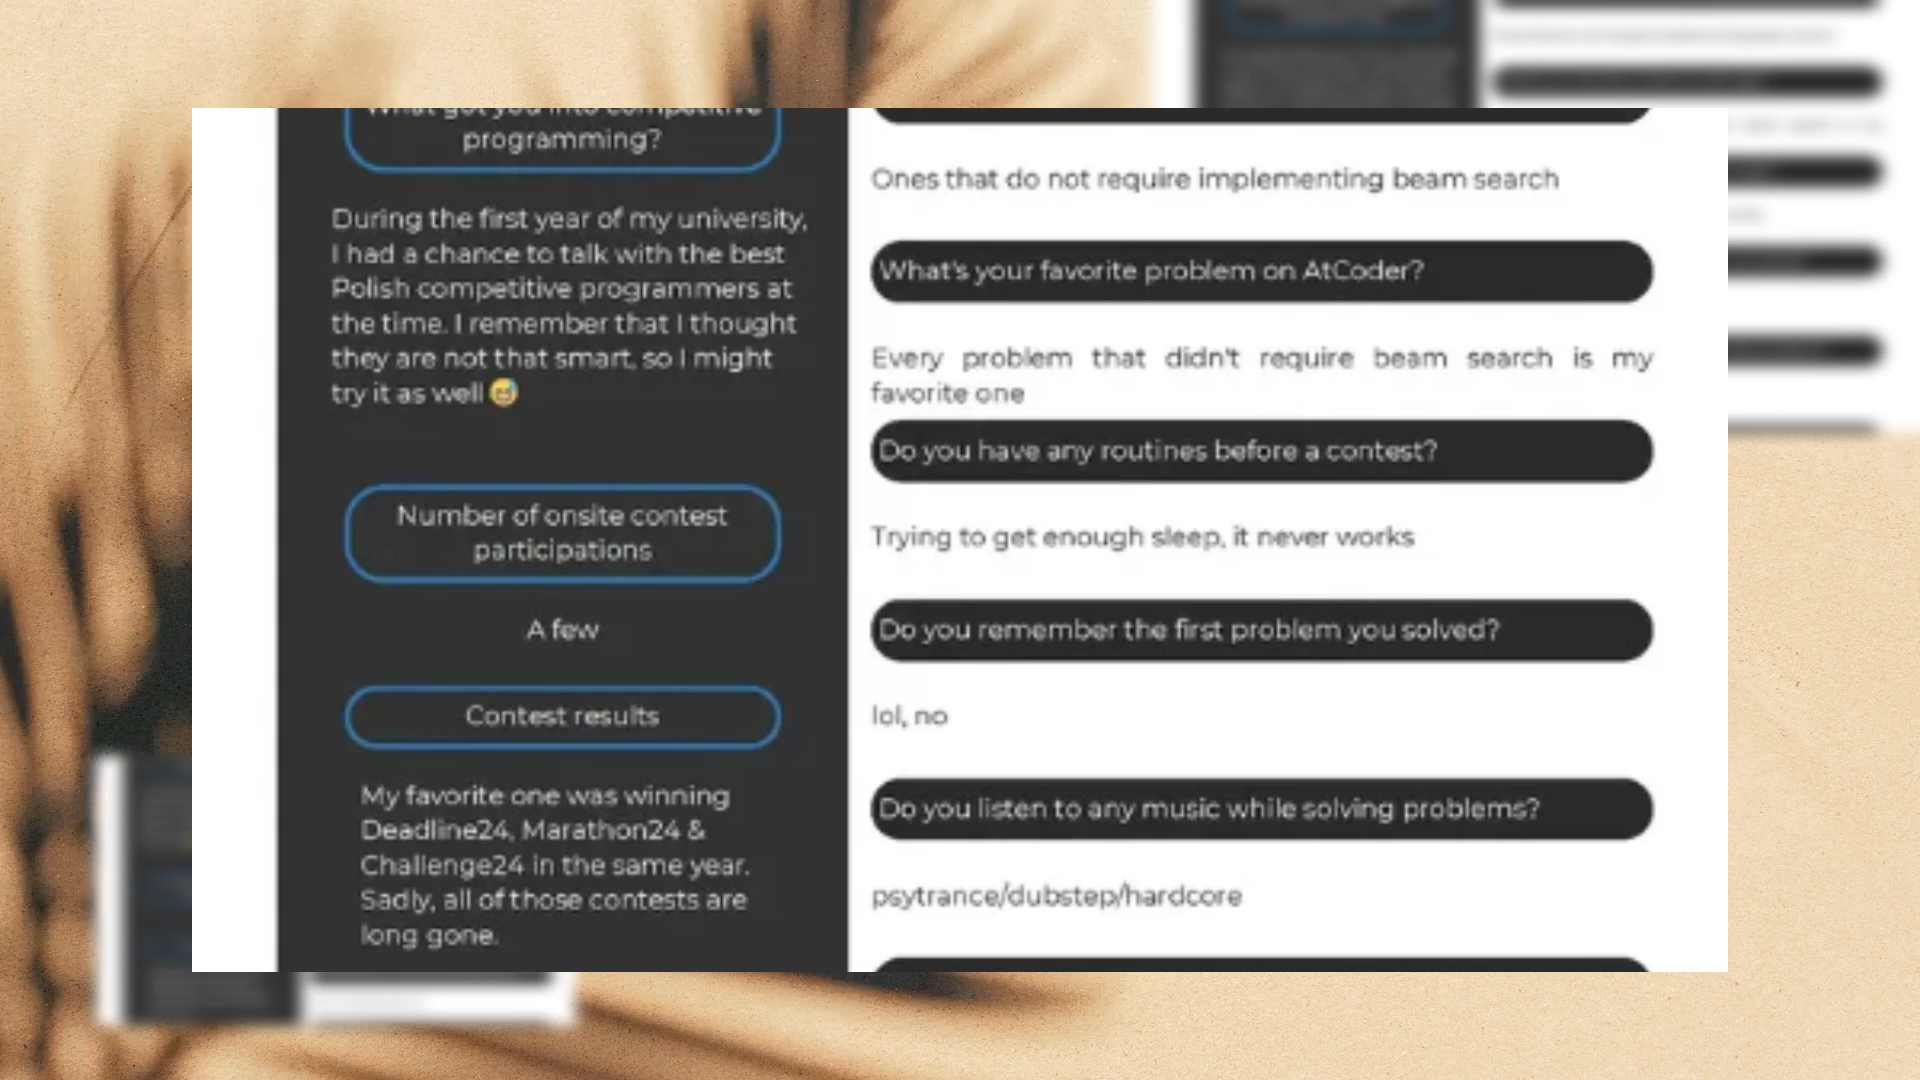 What got you into competitive
programming?
During the first year of my university,
I had a chance to talk with the best
Polish competitive programmers at
the time. I remember that I thought
they are not that smart, so I might
try it as well 😅
Number of onsite contest
participations
A few
Contest results
My favorite one was winning
Deadline24, Marathon24 &
Challenge24 in the same year.
Sadly, all of those contests are
long gone.
Ones that do not require implementing beam search
What's your favorite problem on AtCoder?
Every problem that didn't require beam search is my
favorite one
Do you have any routines before a contest?
Trying to get enough sleep, it never works
Do you remember the first problem you solved?
lol, no
Do you listen to any music while solving problems?
psytrance/dubstep/hardcore